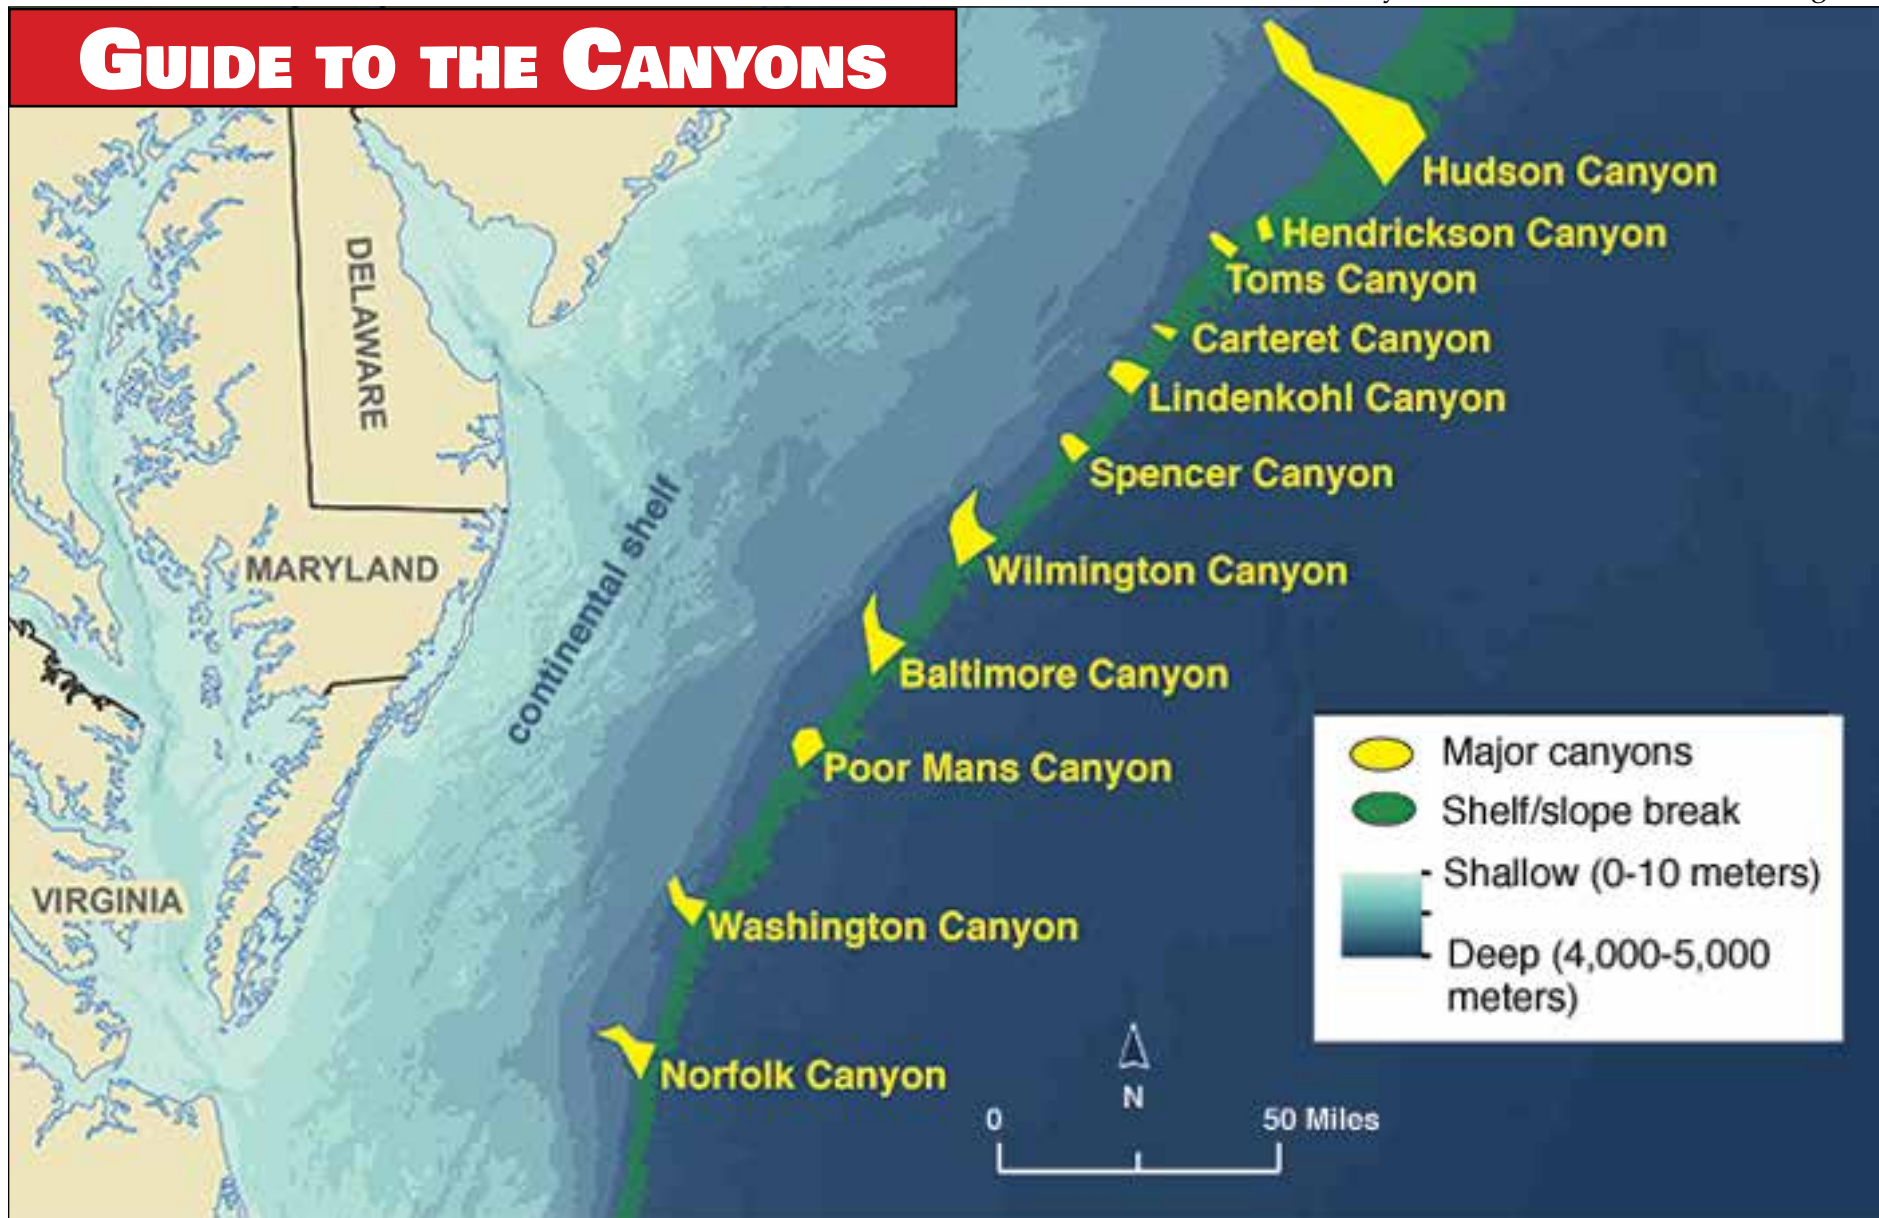 GUIDE TO THE CANYONS
Hudson Canyon
Hendrickson Canyon
Toms Canyon
Carteret Canyon
Lindenkohl Canyon
Spencer Canyon
Wilmington Canyon
Baltimore Canyon
Poor Mans Canyon
Washington Canyon
Norfolk Canyon
DELAWARE
MARYLAND
VIRGINIA
continental shelf
Major canyons
Shelf/slope break
Shallow (0-10 meters)
Deep (4,000-5,000
meters)
N
0 50 Miles